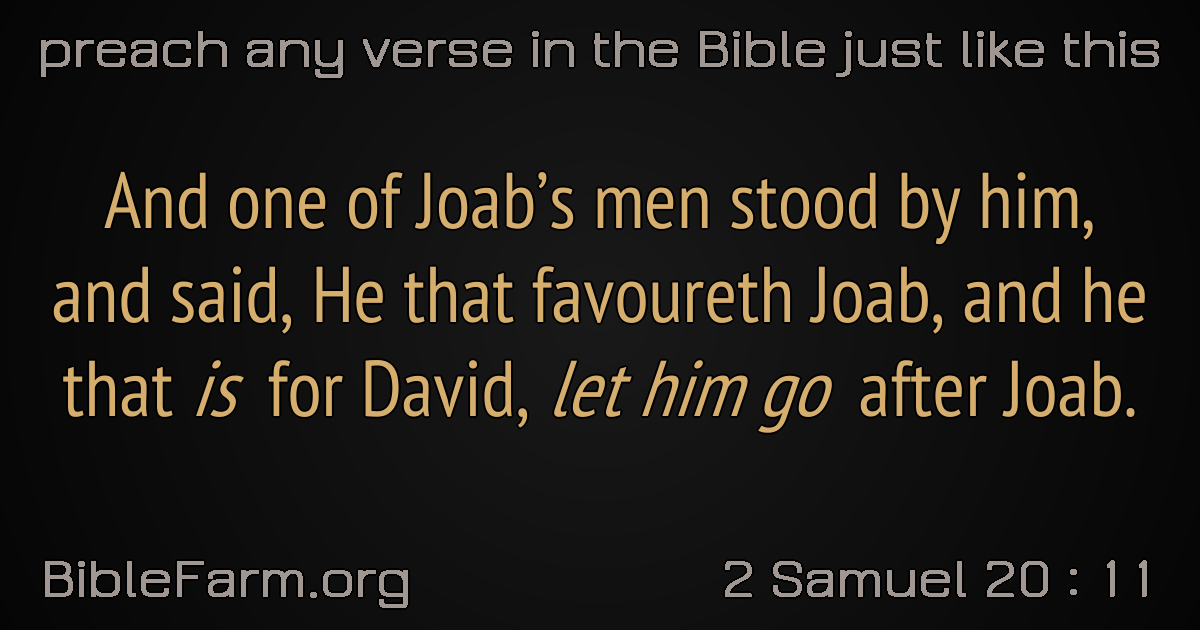 preach any verse in the Bible just like this
And one of Joab’s men stood by him,
and said, He that favoureth Joab, and he
that is for David, let him go after Joab.
BibleFarm.org
2 Samuel 20 : 11